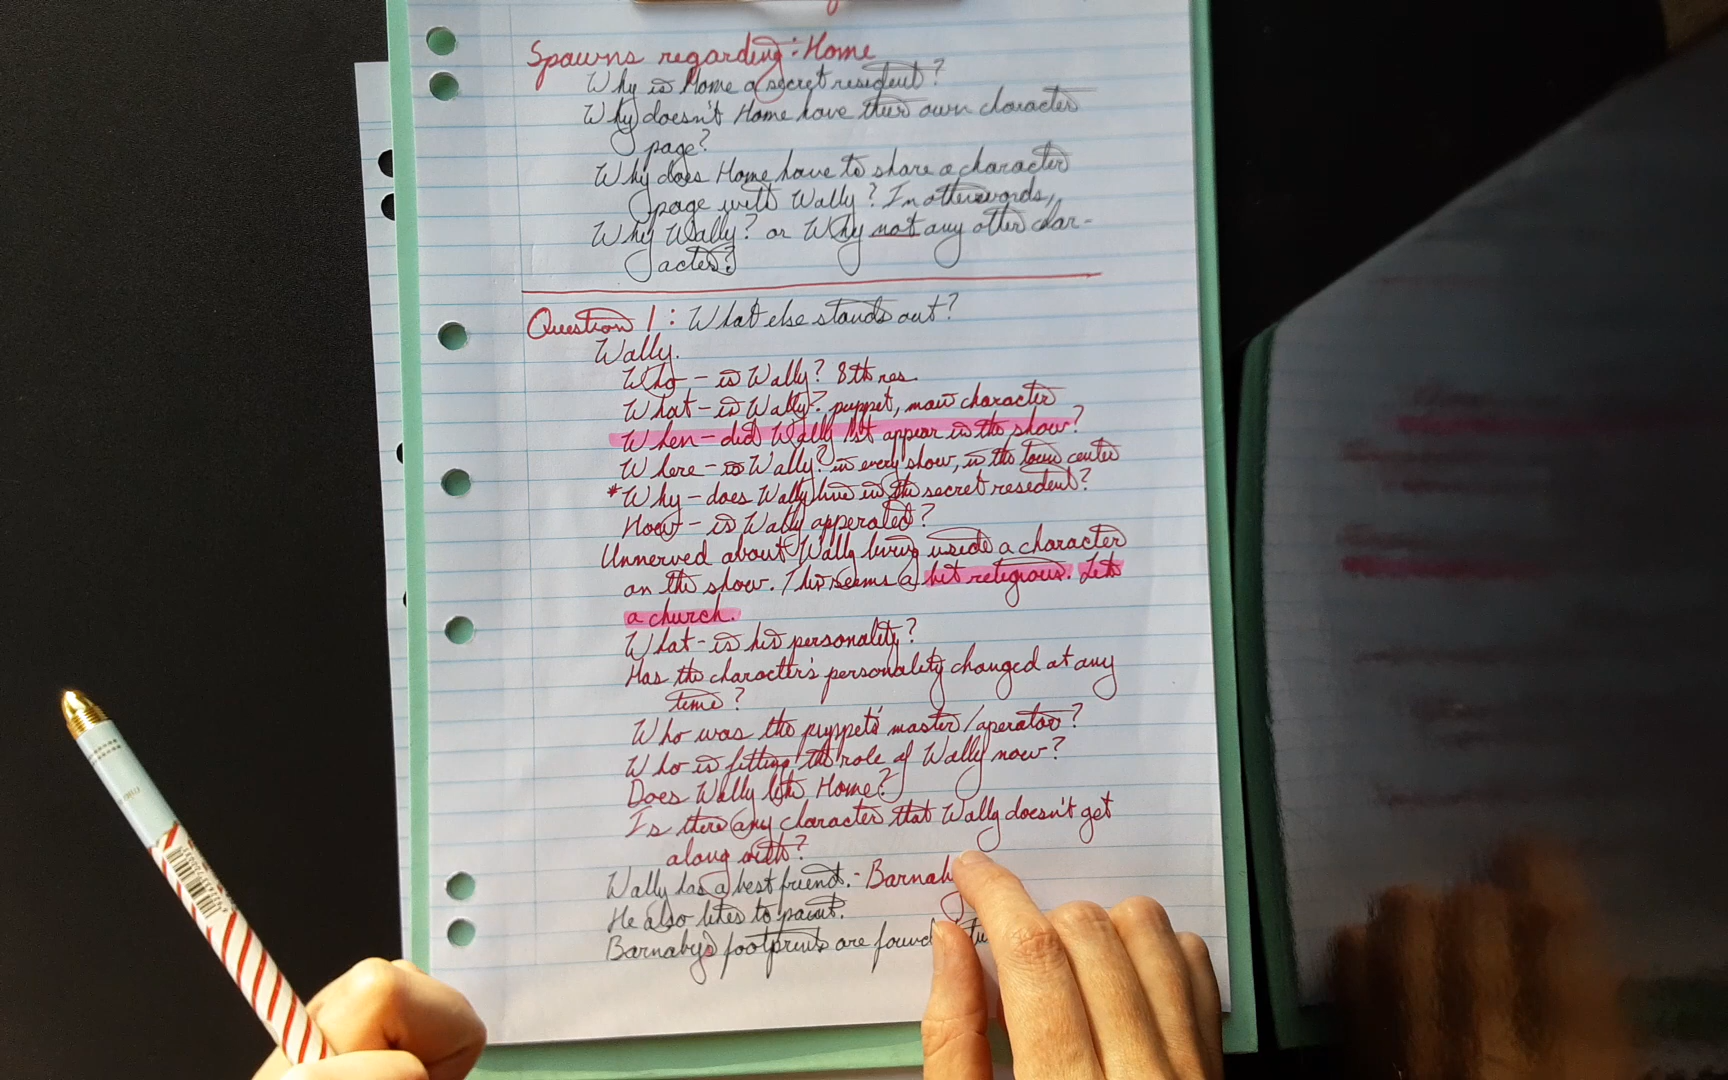 Spawns regarding: Home
Why is Home a secret resident?
Why doesn't Home have their own character
page?
Why does Home have to share a character
page with Wally? In otherwords,
Why Wally? or Why not any other char-
acter?
Question 1: What else stands out?
Wally.
Who - is Wally? 8th res.
What - is Wally? puppet, main character
When - did Wally 1st appear in the show?
Where - is Wally? in every show, in the town center
*Why - does Wally live in the secret resedent?
How - is Wally apperated?
Unnerved about Wally living inside a character
on the show. This seems a bit religious. Like
a church.
What - is his personality?
Has the character's personality changed at any
time?
Who was the puppet's master/operator?
Who is fitting the role of Wally now?
Does Wally like Home?
Is there any character that Wally doesn't get
along with?
Wally has a best friend. - Barnab
He also likes to paint.
Barnaby's footprints are found